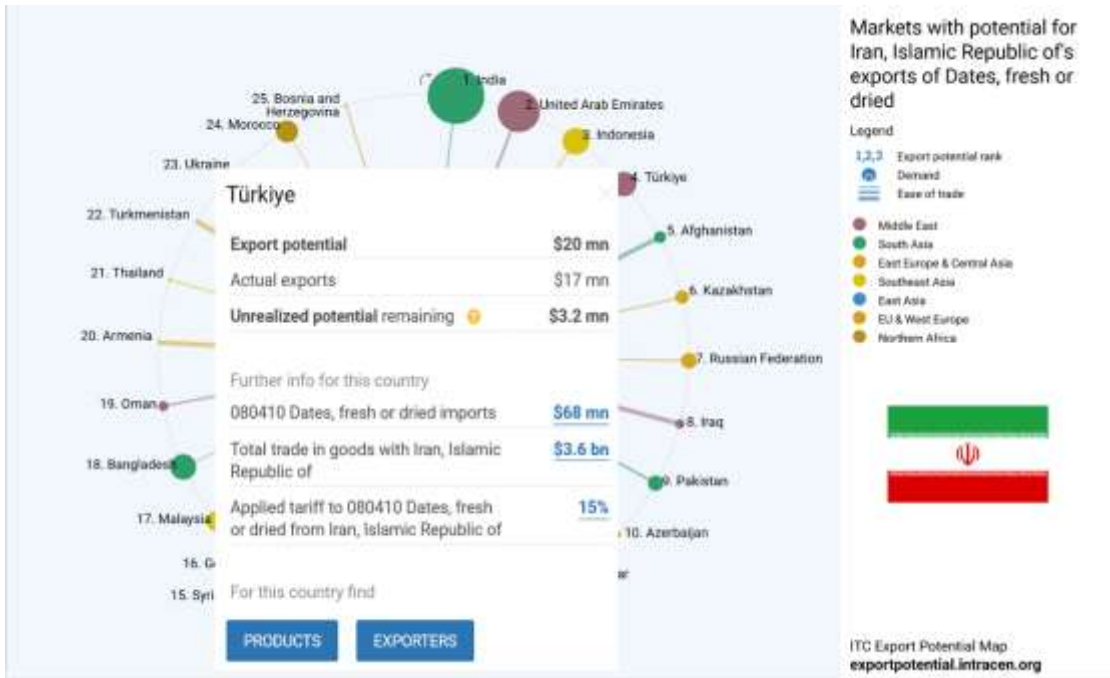 Markets with potential for
Iran, Islamic Republic of's
exports of Dates, fresh or
dried
Legend
1,2,3 Export potential rank
Demand
Ease of trade
Middle East
South Asia
East Europe & Central Asia
Southeast Asia
East Asia
EU & West Europe
Northern Africa
1. India
2. United Arab Emirates
3. Indonesia
4. Türkiye
5. Afghanistan
6. Kazakhstan
7. Russian Federation
8. Iraq
9. Pakistan
10. Azerbaijan
15. Syri
16. G
17. Malaysia
18. Bangladesh
19. Oman
20. Armenia
21. Thailand
22. Turkmenistan
23. Ukraine
24. Morocco
25. Bosnia and
Herzegovina
Türkiye
Export potential $20 mn
Actual exports $17 mn
Unrealized potential remaining $3.2 mn
Further info for this country
080410 Dates, fresh or dried imports $68 mn
Total trade in goods with Iran, Islamic $3.6 bn
Republic of
Applied tariff to 080410 Dates, fresh 15%
or dried from Iran, Islamic Republic of
For this country find
PRODUCTS EXPORTERS
ITC Export Potential Map
exportpotential.intracen.org